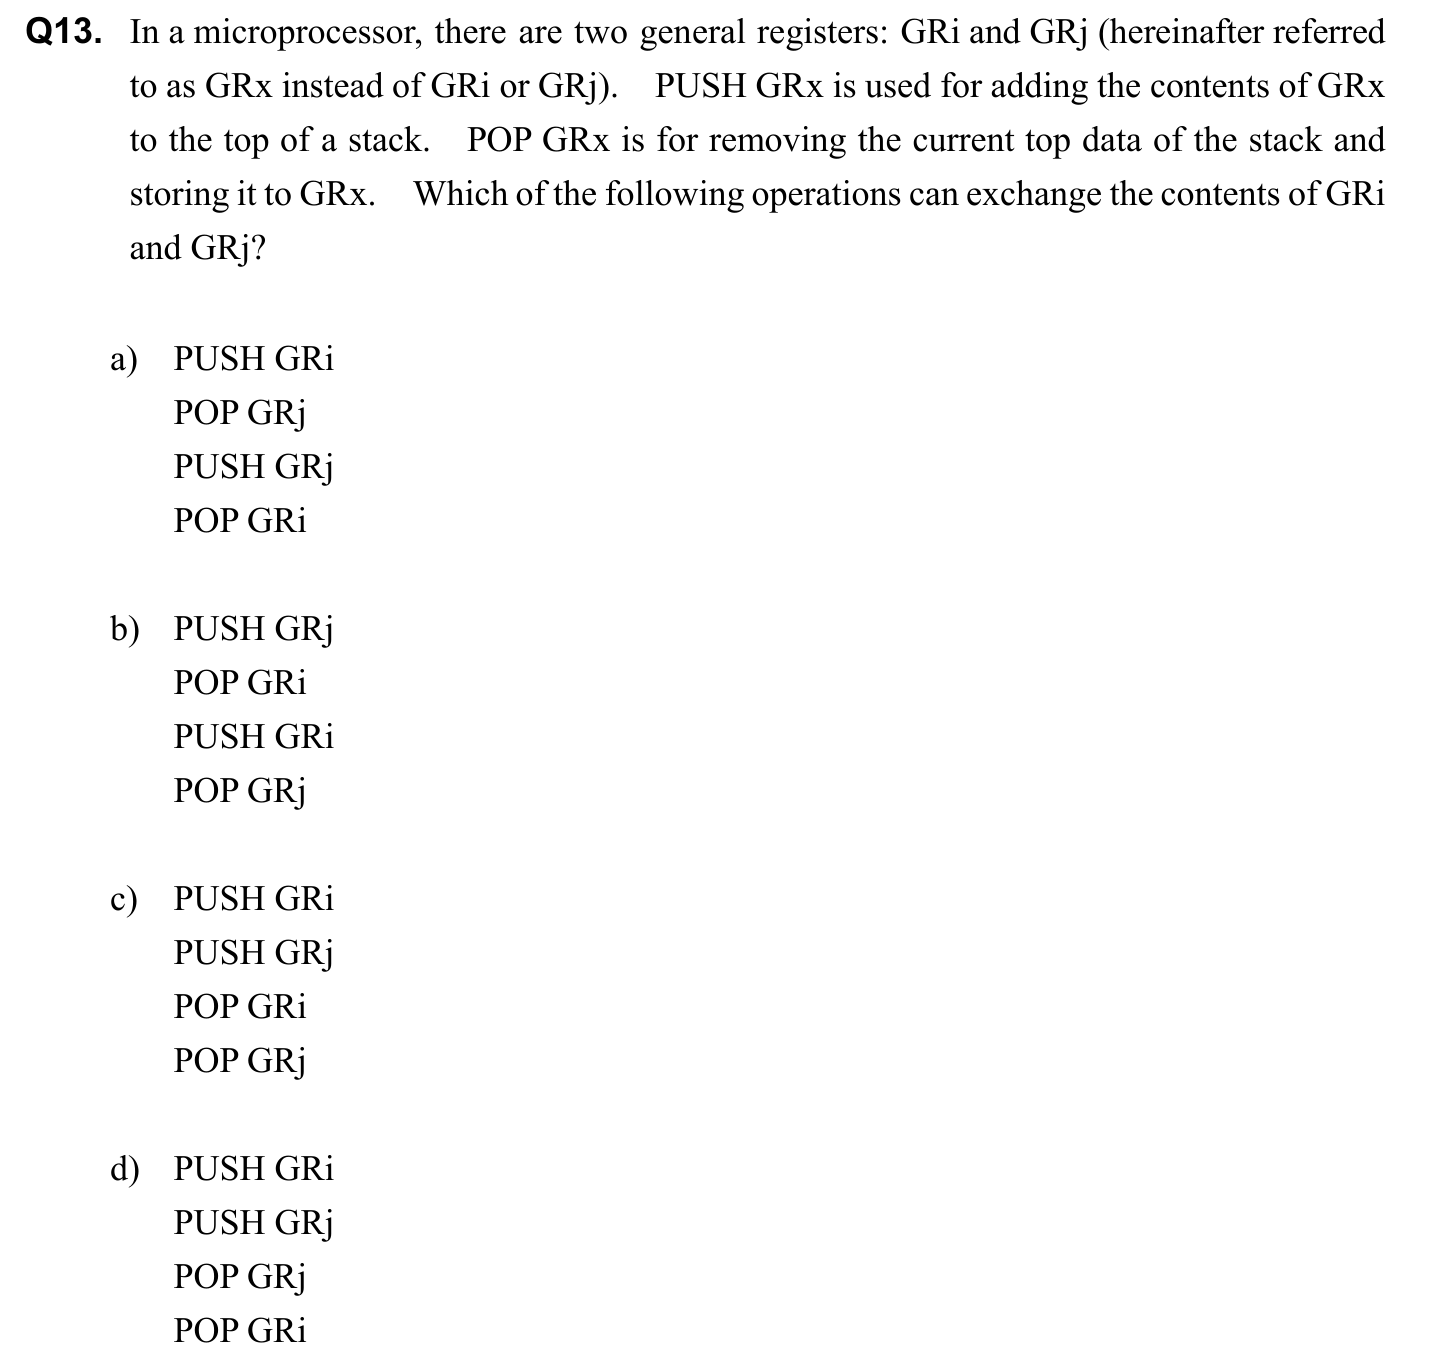 Q13. In a microprocessor, there are two general registers: GRi and GRj (hereinafter referred
to as GRx instead of GRi or GRj). PUSH GRx is used for adding the contents of GRx
to the top of a stack. POP GRx is for removing the current top data of the stack and
storing it to GRx. Which of the following operations can exchange the contents of GRi
and GRj?
a) PUSH GRi
POP GRj
PUSH GRj
POP GRi
b) PUSH GRj
POP GRi
PUSH GRi
POP GRj
c) PUSH GRi
PUSH GRj
POP GRi
POP GRj
d) PUSH GRi
PUSH GRj
POP GRj
POP GRi